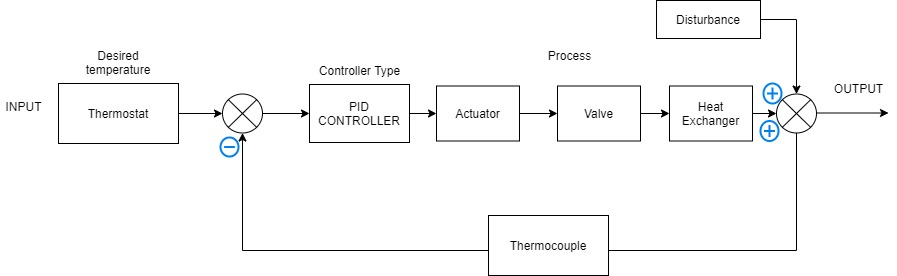 Disturbance
Desired
temperature
Process
Controller Type
INPUT
OUTPUT
Thermostat
PID
CONTROLLER
Actuator
Valve
Heat
Exchanger
+
+
−
Thermocouple